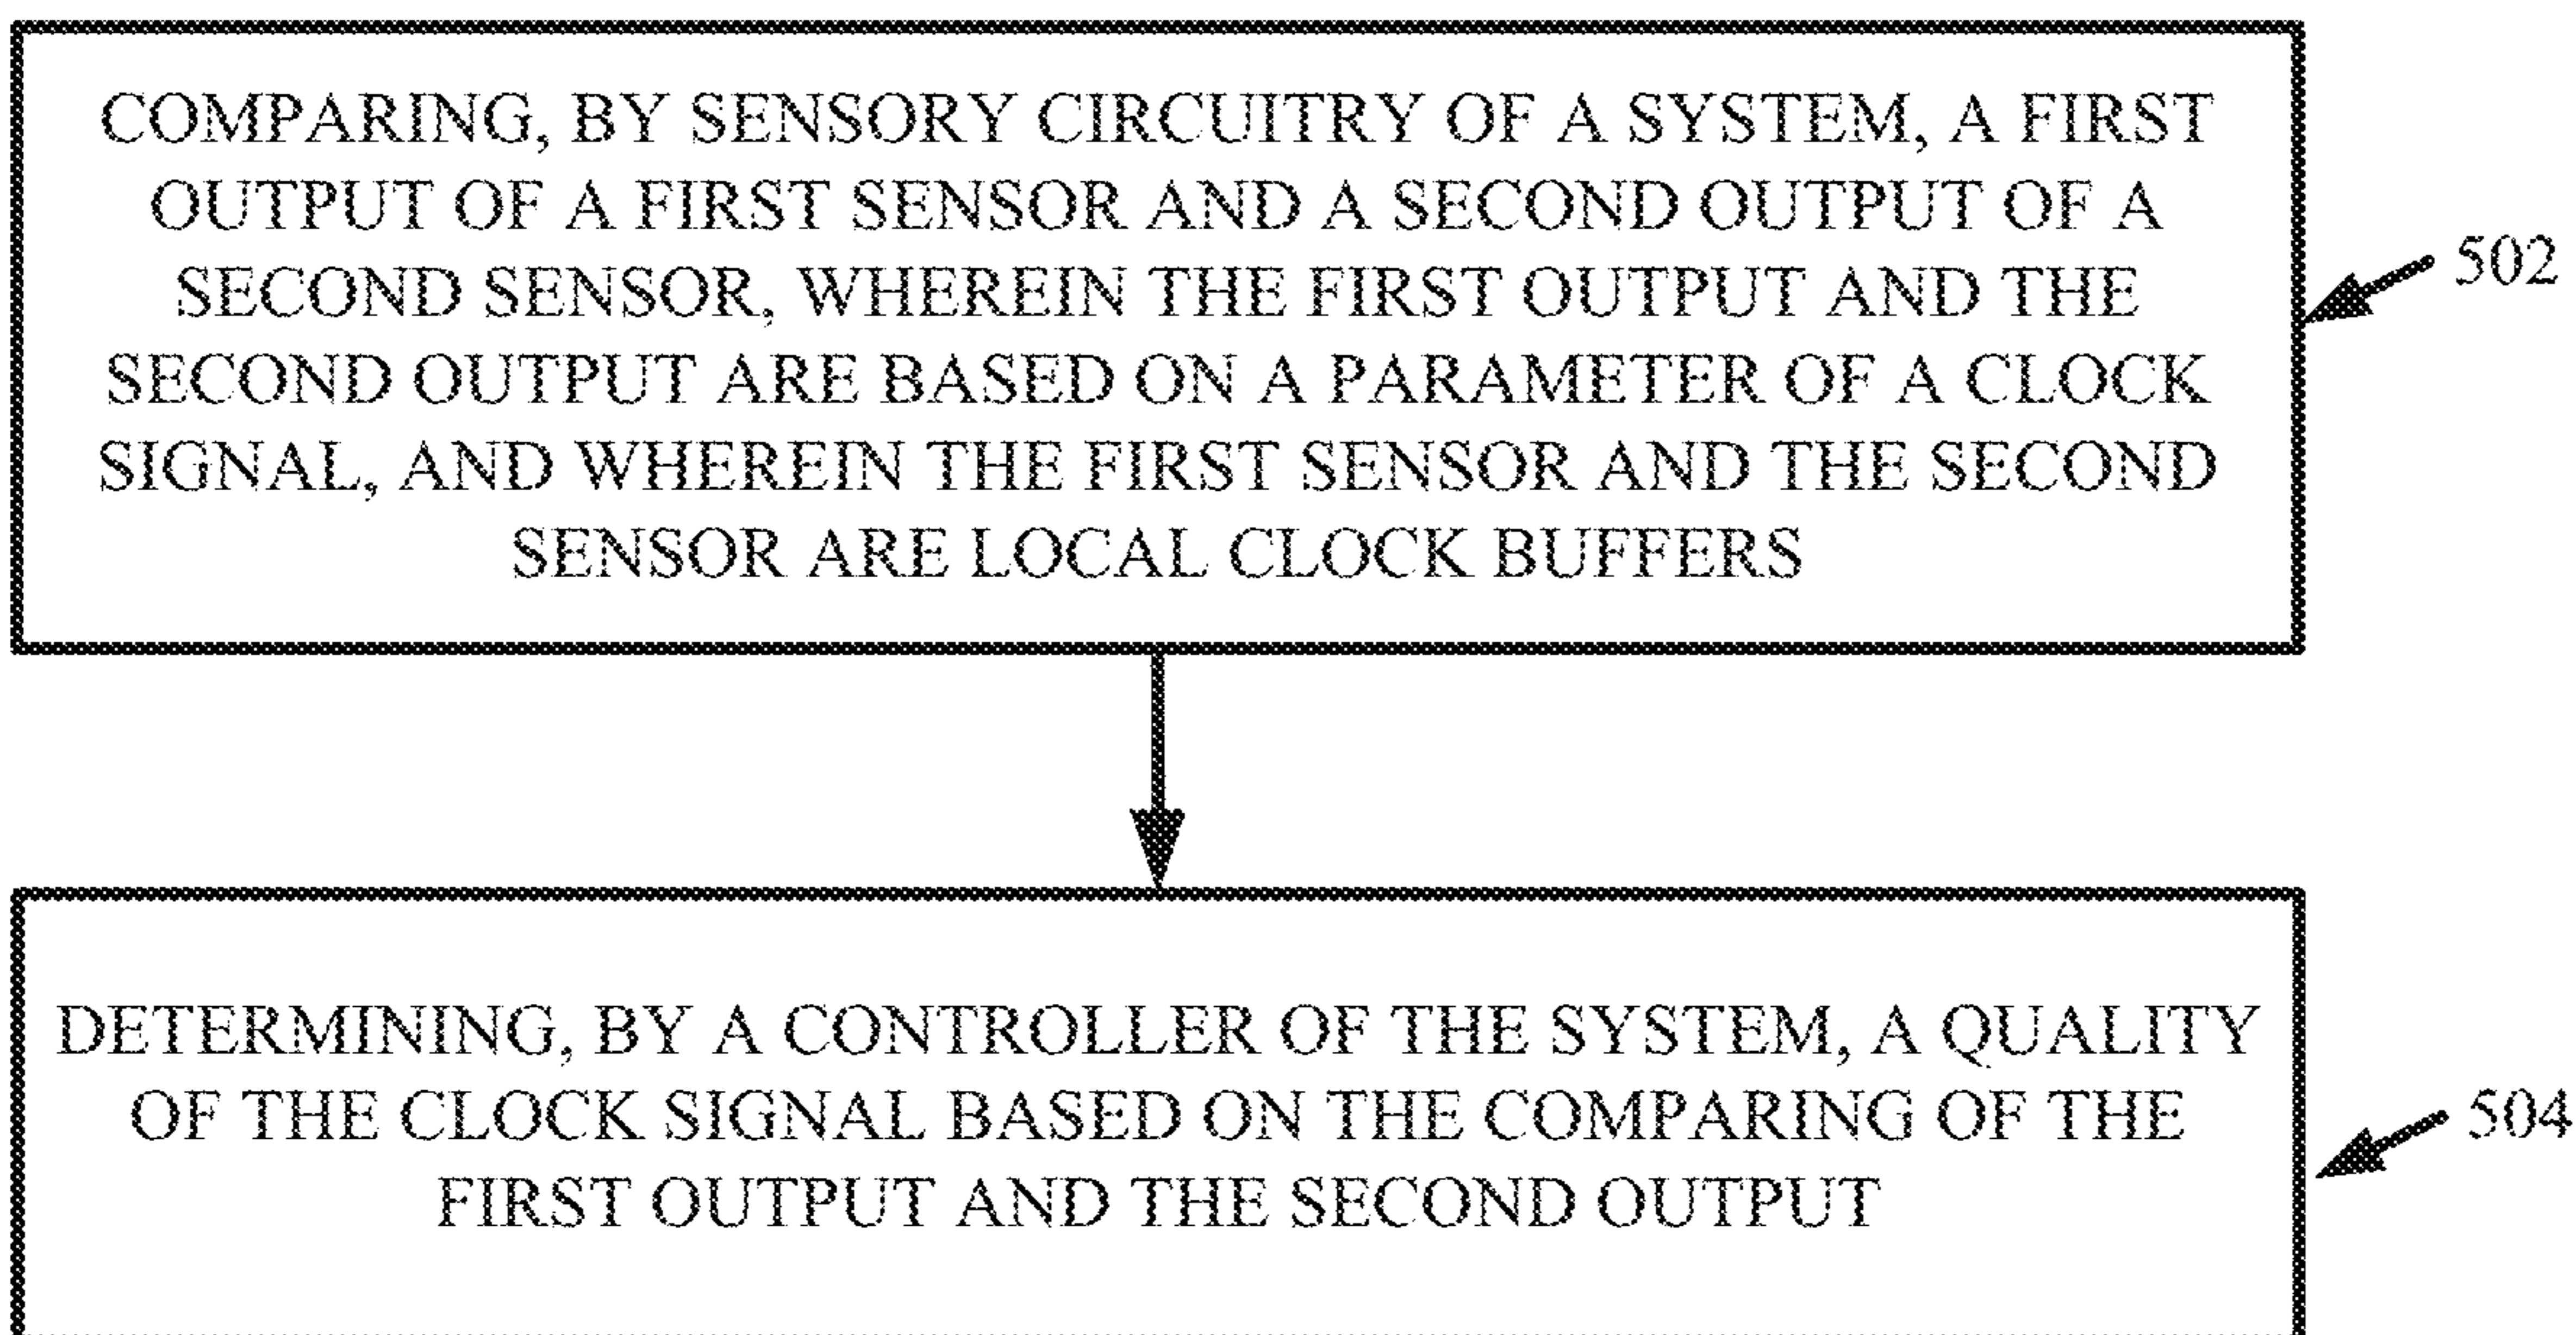 COMPARING, BY SENSORY CIRCUITRY OF A SYSTEM, A FIRST
OUTPUT OF A FIRST SENSOR AND A SECOND OUTPUT OF A
SECOND SENSOR, WHEREIN THE FIRST OUTPUT AND THE
SECOND OUTPUT ARE BASED ON A PARAMETER OF A CLOCK
SIGNAL, AND WHEREIN THE FIRST SENSOR AND THE SECOND
SENSOR ARE LOCAL CLOCK BUFFERS
502
DETERMINING, BY A CONTROLLER OF THE SYSTEM, A QUALITY
OF THE CLOCK SIGNAL BASED ON THE COMPARING OF THE
FIRST OUTPUT AND THE SECOND OUTPUT
504